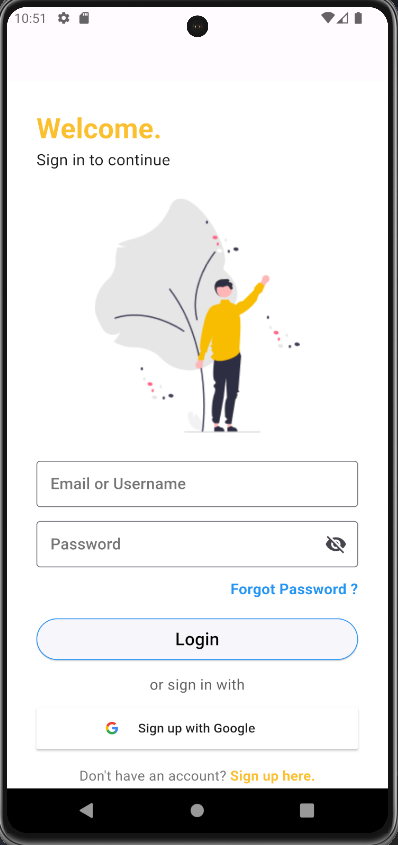 10:51
Welcome.
Sign in to continue
Email or Username
Password
Forgot Password ?
Login
or sign in with
Sign up with Google
Don't have an account? Sign up here.